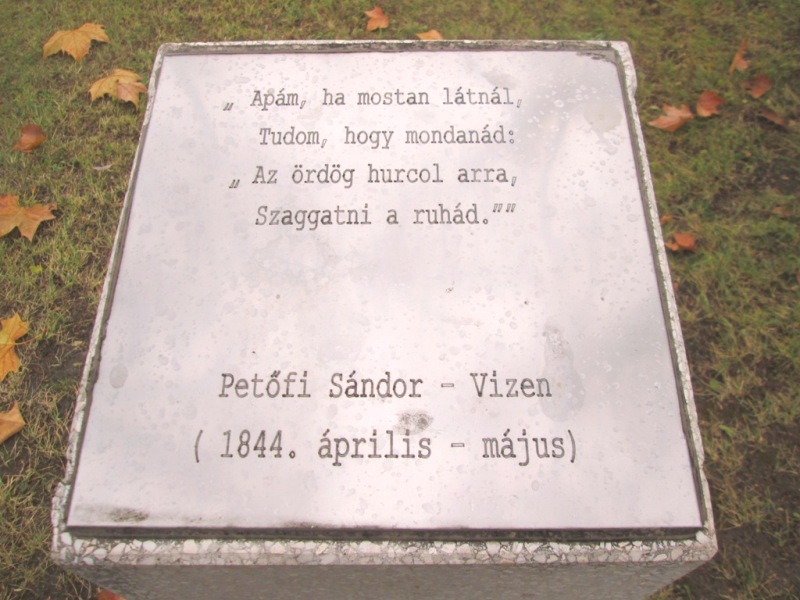 „ Apám, ha mostan látnál,
Tudom, hogy mondanád:
„ Az ördög hurcol arra,
Szaggatni a ruhád.””
Petőfi Sándor - Vizen
( 1844. április - május)